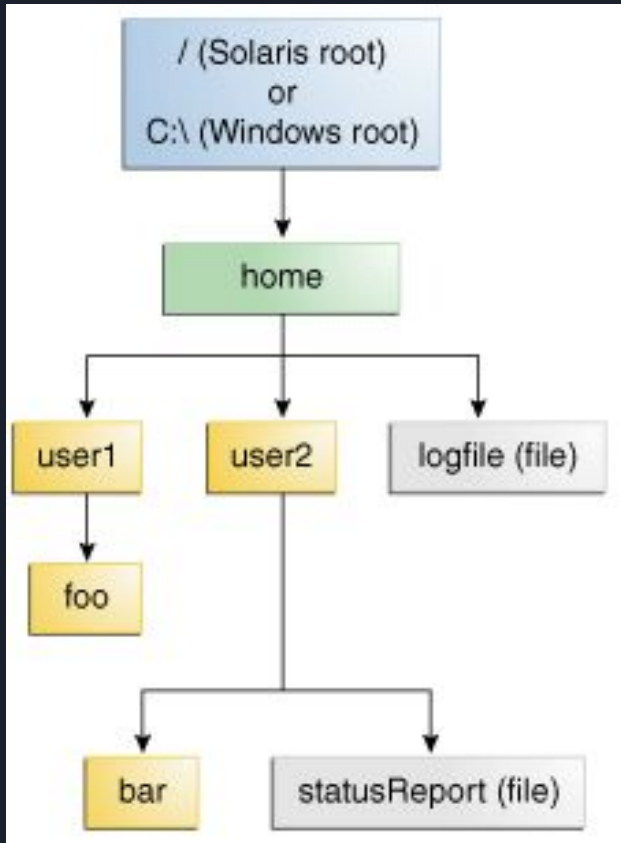 / (Solaris root)
or
C:\ (Windows root)
home
user1
user2
logfile (file)
foo
bar
statusReport (file)